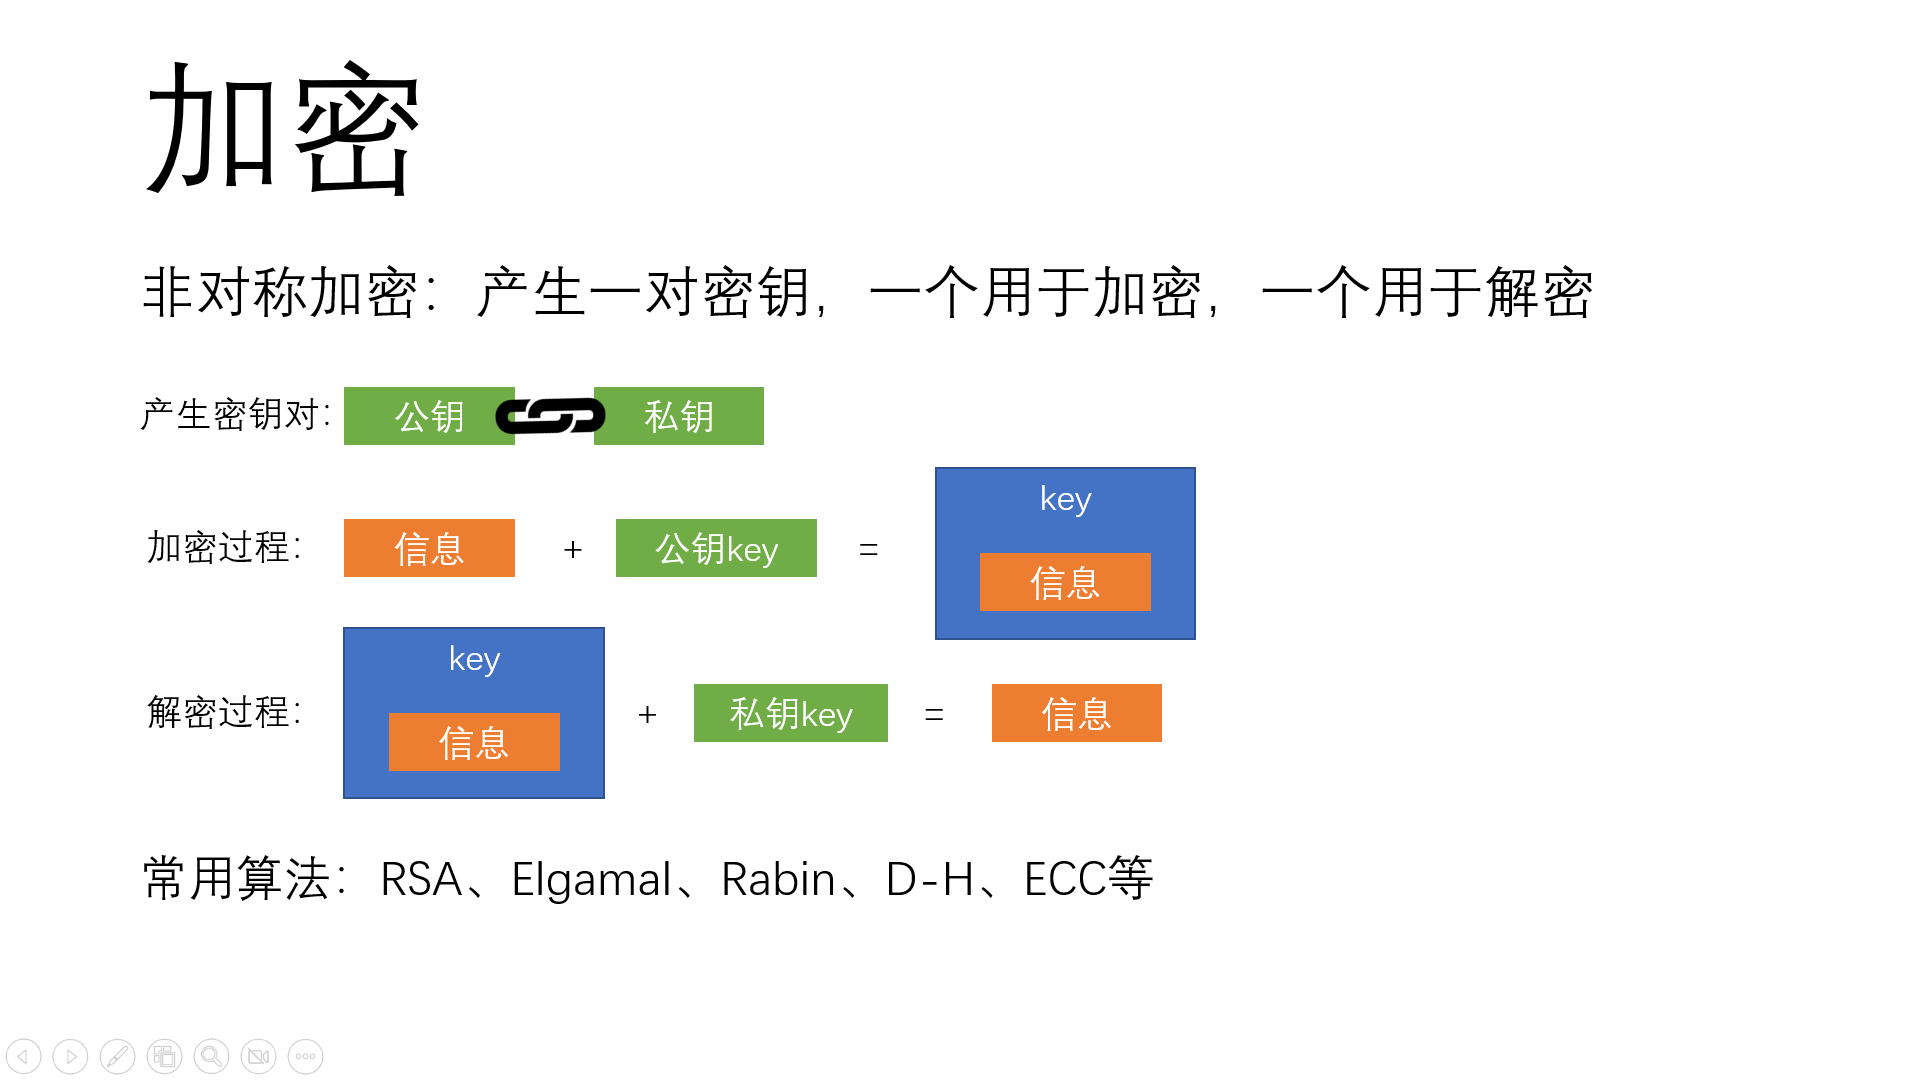 加密
非对称加密：产生一对密钥，一个用于加密，一个用于解密
产生密钥对： 公钥 私钥
key
加密过程： 信息 + 公钥key = 信息
key
解密过程： 信息 + 私钥key = 信息
常用算法：RSA、Elgamal、Rabin、D-H、ECC等